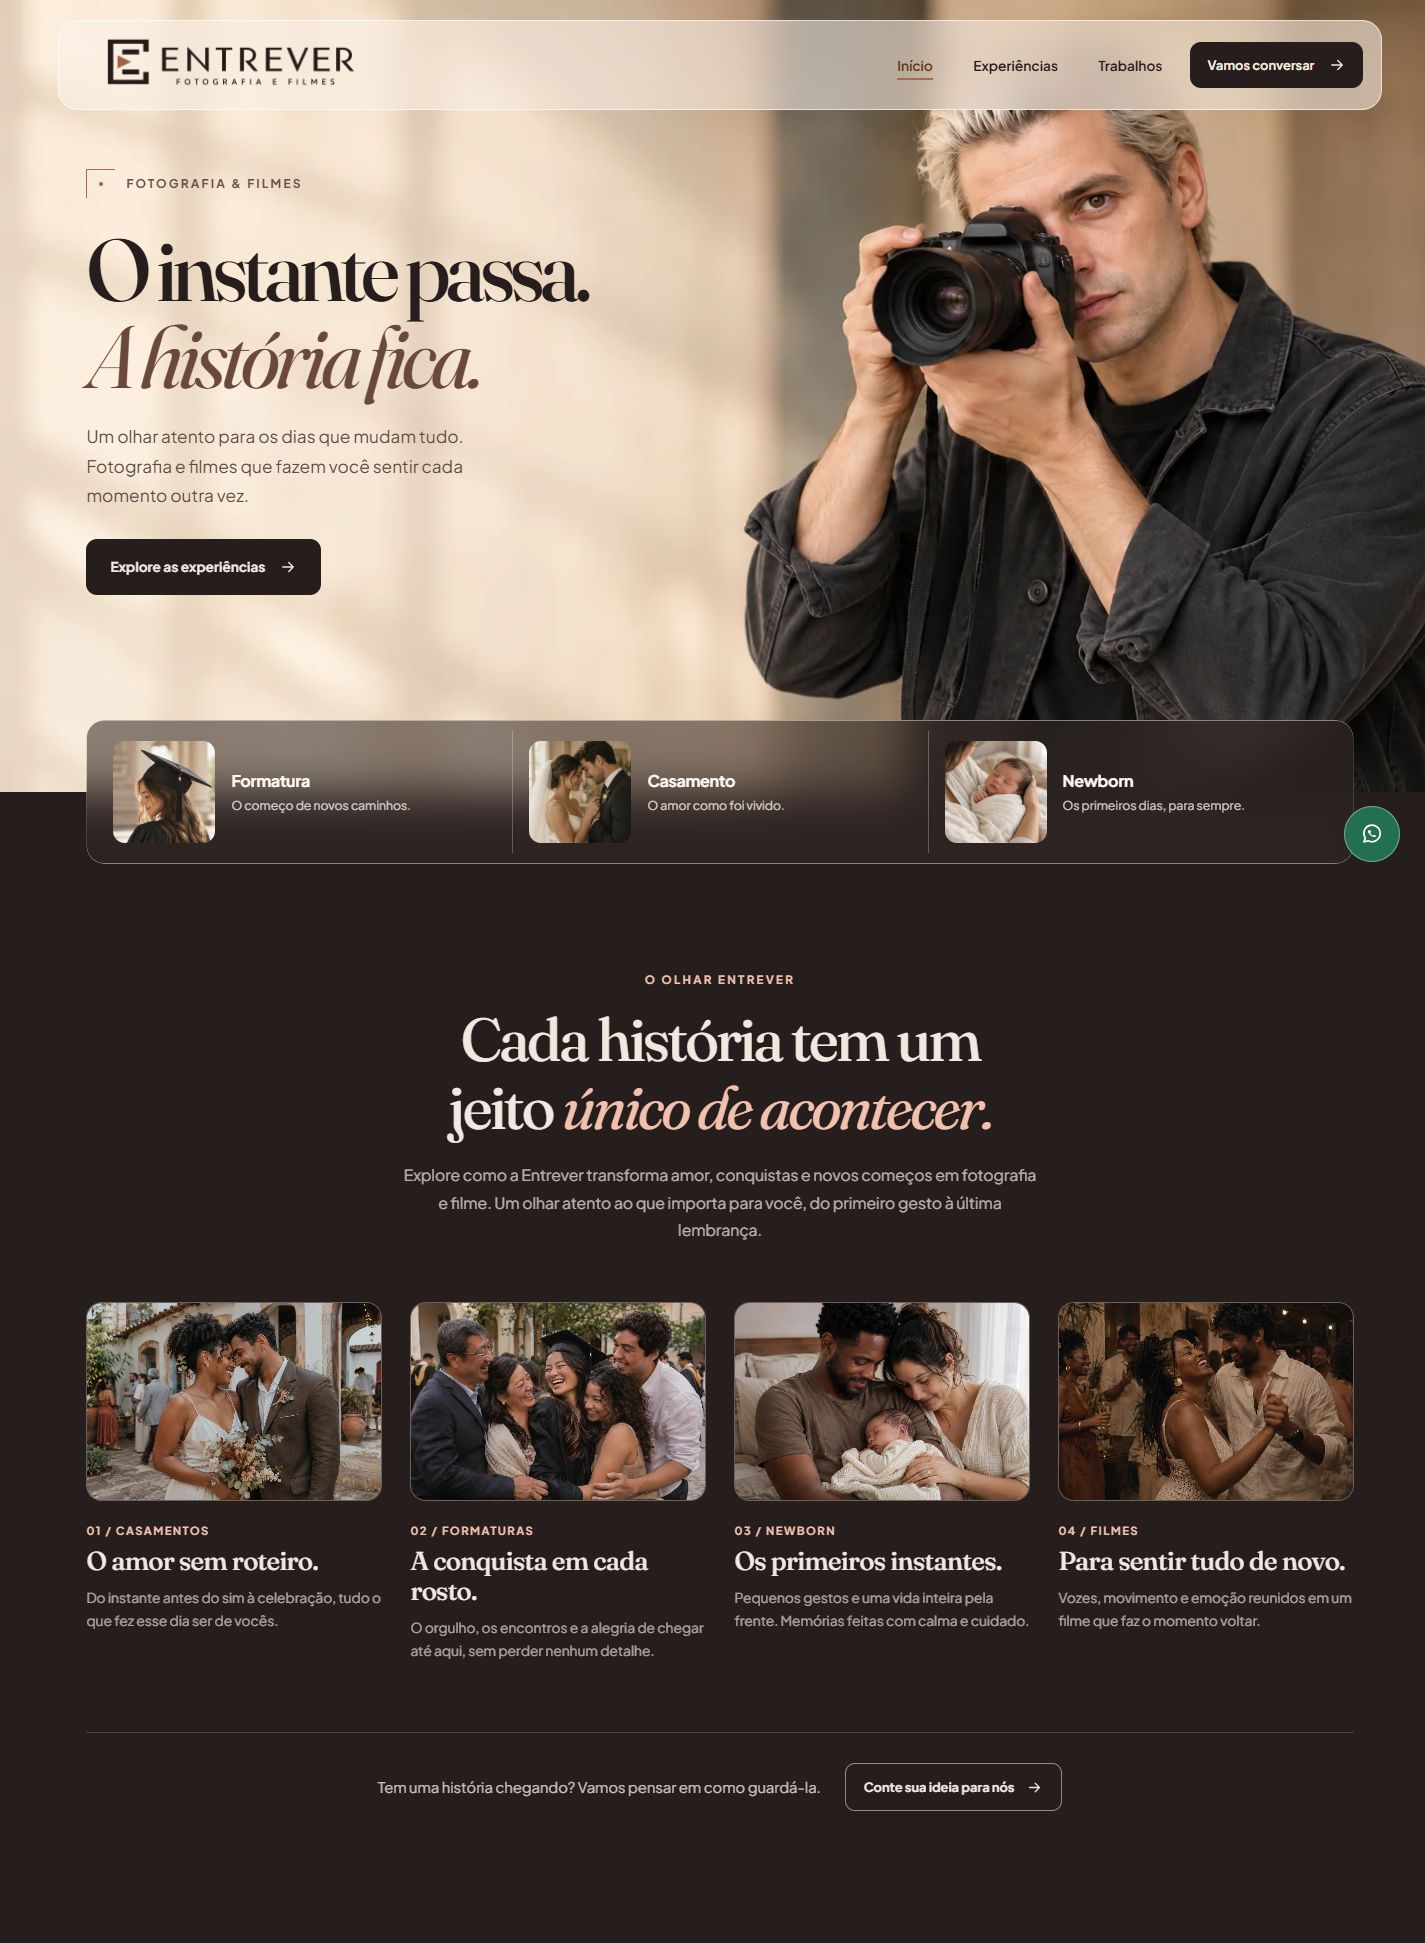 ENTREVER
FOTOGRAFIA E FILMES
Início
Experiências
Trabalhos
Vamos conversar
FOTOGRAFIA & FILMES
O instante passa.
A história fica.
Um olhar atento para os dias que mudam tudo.
Fotografia e filmes que fazem você sentir cada
momento outra vez.
Explore as experiências
Formatura
O começo de novos caminhos.
Casamento
O amor como foi vivido.
Newborn
Os primeiros dias, para sempre.
O OLHAR ENTREVER
Cada história tem um
jeito único de acontecer.
Explore como a Entrever transforma amor, conquistas e novos começos em fotografia
e filme. Um olhar atento ao que importa para você, do primeiro gesto à última
lembrança.
01 / CASAMENTOS
O amor sem roteiro.
Do instante antes do sim à celebração, tudo o
que fez esse dia ser de vocês.
02 / FORMATURAS
A conquista em cada
rosto.
O orgulho, os encontros e a alegria de chegar
até aqui, sem perder nenhum detalhe.
03 / NEWBORN
Os primeiros instantes.
Pequenos gestos e uma vida inteira pela
frente. Memórias feitas com calma e cuidado.
04 / FILMES
Para sentir tudo de novo.
Vozes, movimento e emoção reunidos em um
filme que faz o momento voltar.
Tem uma história chegando? Vamos pensar em como guardá-la.
Conte sua ideia para nós